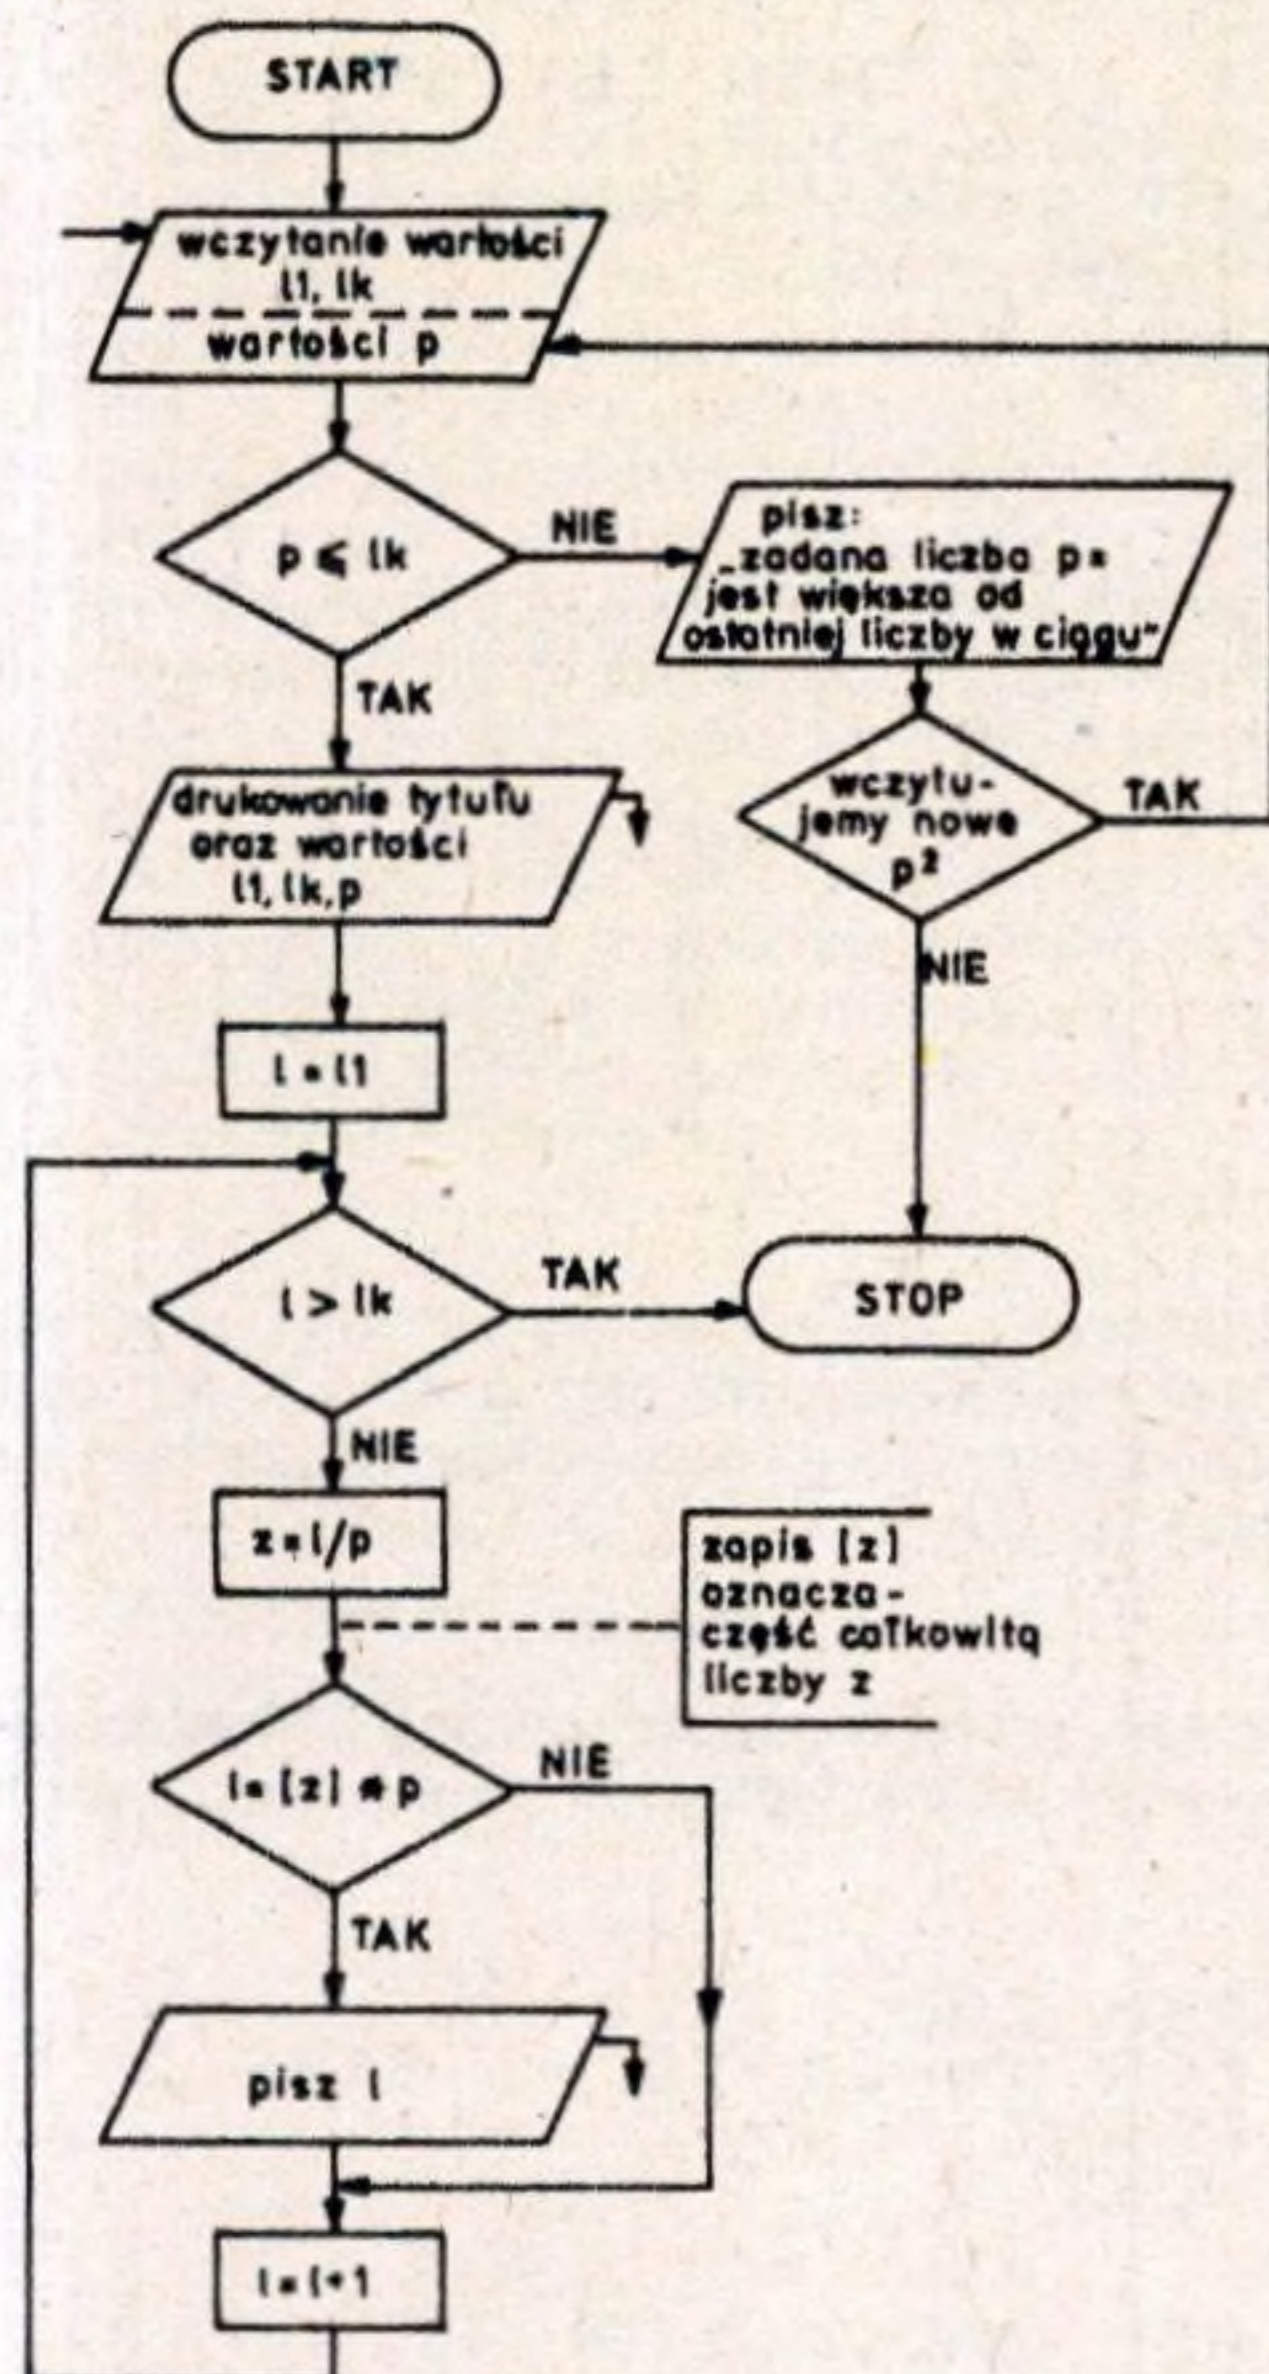 START
wczytanie wartości
l1, lk
wartości p
p ⩽ lk
NIE
pisz:
„zadana liczba p=
jest większa od
ostatniej liczby w ciągu"
TAK
drukowanie tytułu
oraz wartości
l1, lk, p
wczytu-
jemy nowe
p?
TAK
NIE
l = l1
l > lk
TAK
STOP
NIE
z = l/p
zapis [z]
oznacza-
część całkowitą
liczby z
l = [z] * p
NIE
TAK
pisz l
l = l+1